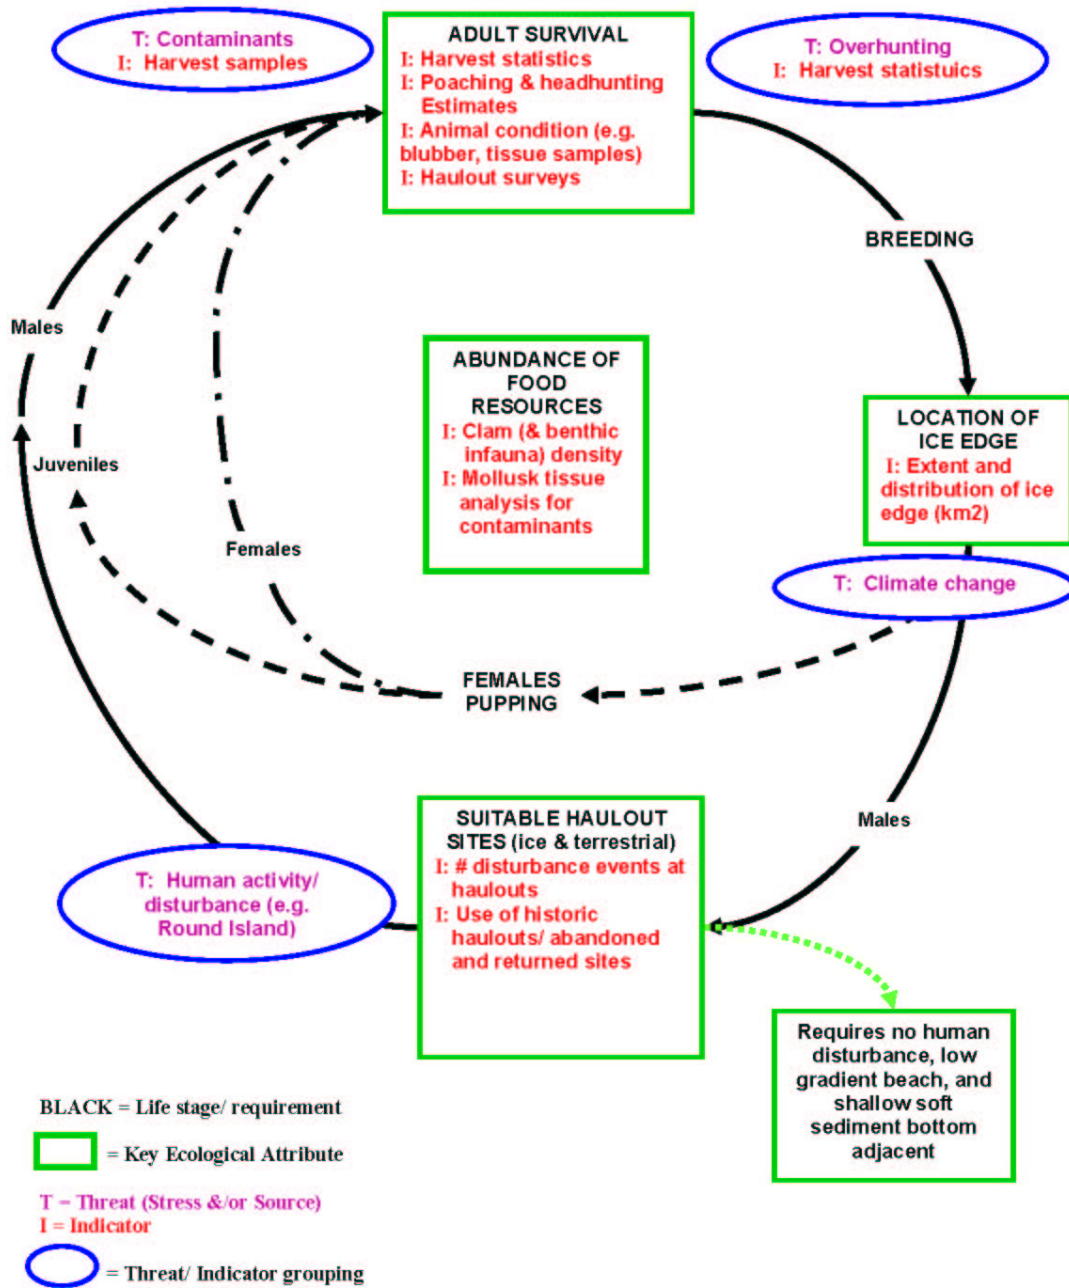 T: Contaminants
I: Harvest samples
ADULT SURVIVAL
I: Harvest statistics
I: Poaching & headhunting
Estimates
I: Animal condition (e.g.
blubber, tissue samples)
I: Haulout surveys
T: Overhunting
I: Harvest statistuics
BREEDING
Males
Juveniles
Females
ABUNDANCE OF
FOOD
RESOURCES
I: Clam (& benthic
infauna) density
I: Mollusk tissue
analysis for
contaminants
LOCATION OF
ICE EDGE
I: Extent and
distribution of ice
edge (km2)
T: Climate change
FEMALES
PUPPING
Males
SUITABLE HAULOUT
SITES (ice & terrestrial)
I: # disturbance events at
haulouts
I: Use of historic
haulouts/ abandoned
and returned sites
T: Human activity/
disturbance (e.g.
Round Island)
Requires no human
disturbance, low
gradient beach, and
shallow soft
sediment bottom
adjacent
BLACK = Life stage/ requirement
= Key Ecological Attribute
T = Threat (Stress &/or Source)
I = Indicator
= Threat/ Indicator grouping